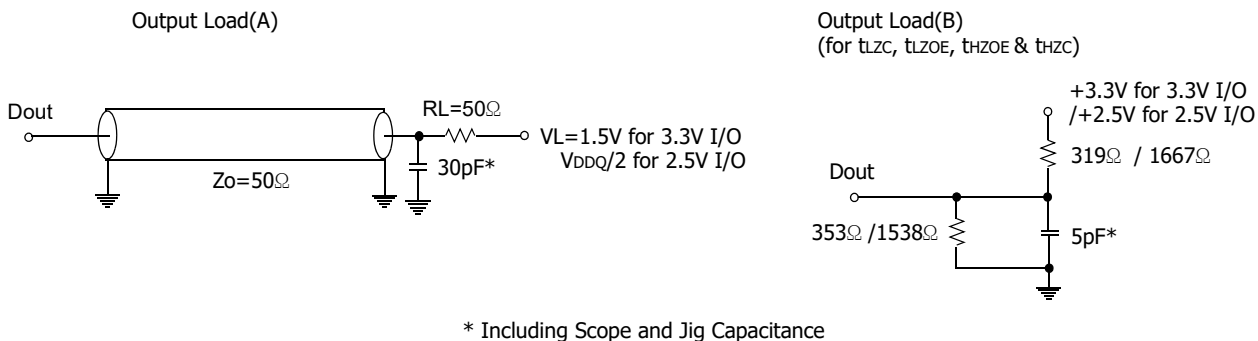 Output Load(A)
Dout
Zo=50Ω
RL=50Ω
30pF*
VL=1.5V for 3.3V I/O
VDDQ/2 for 2.5V I/O
Output Load(B)
(for tLZC, tLZOE, tHZOE & tHZC)
+3.3V for 3.3V I/O
/+2.5V for 2.5V I/O
319Ω / 1667Ω
Dout
353Ω /1538Ω
5pF*
* Including Scope and Jig Capacitance